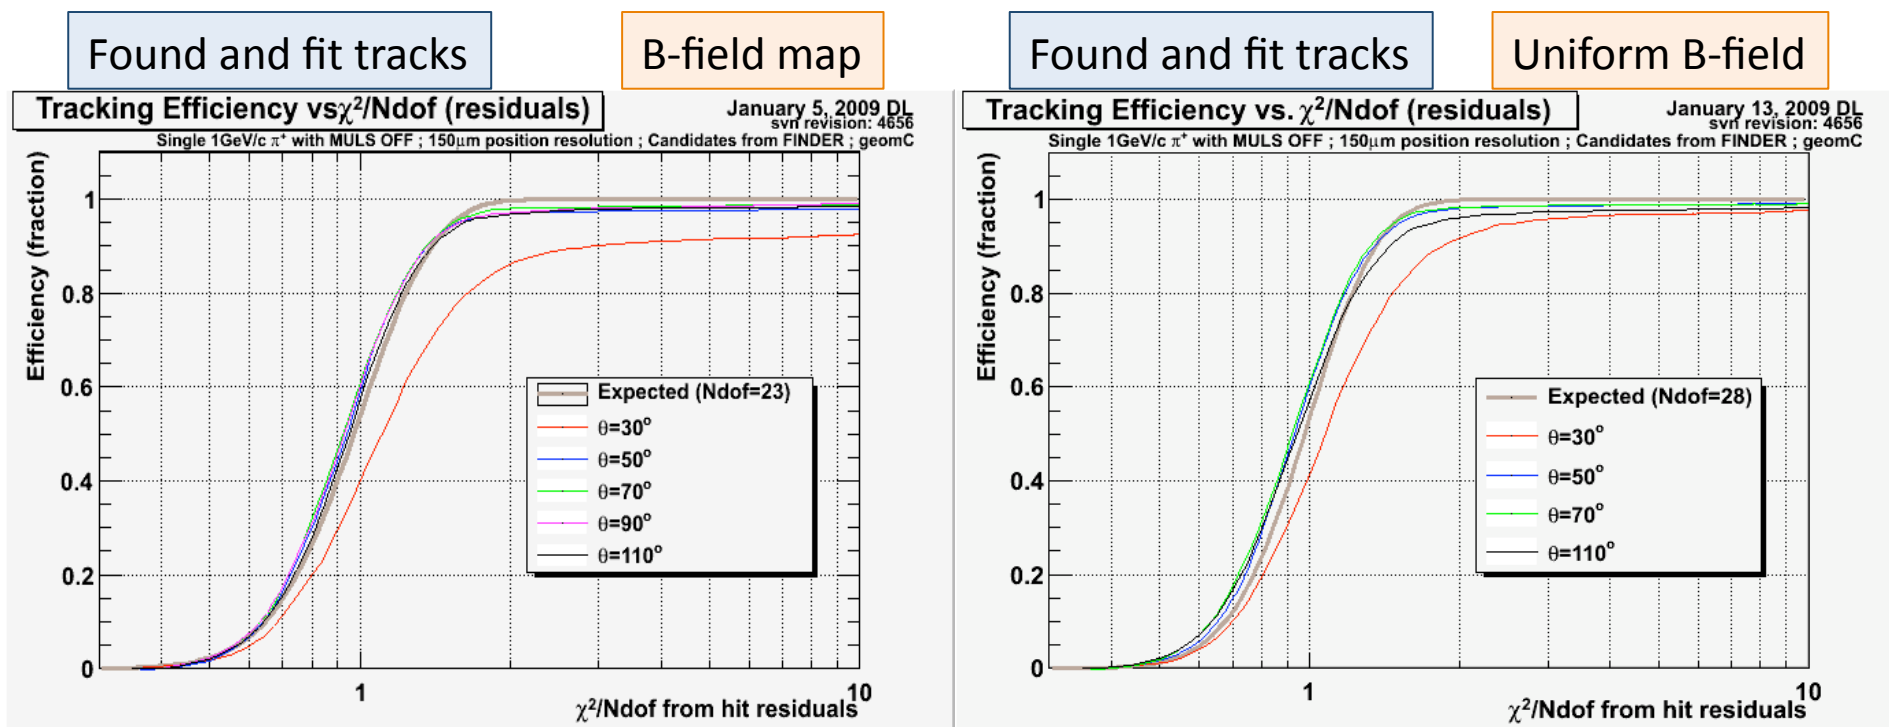 Found and fit tracks
B-field map
Tracking Efficiency vsχ²/Ndof (residuals)
January 5, 2009 DL
svn revision: 4656
Single 1GeV/c π⁺ with MULS OFF ; 150μm position resolution ; Candidates from FINDER ; geomC
Efficiency (fraction)
1
0.8
0.6
0.4
0.2
0
Expected (Ndof=23)
θ=30°
θ=50°
θ=70°
θ=90°
θ=110°
1
10
χ²/Ndof from hit residuals
Found and fit tracks
Uniform B-field
Tracking Efficiency vs. χ²/Ndof (residuals)
January 13, 2009 DL
svn revision: 4656
Single 1GeV/c π⁺ with MULS OFF ; 150μm position resolution ; Candidates from FINDER ; geomC
Efficiency (fraction)
1
0.8
0.6
0.4
0.2
0
Expected (Ndof=28)
θ=30°
θ=50°
θ=70°
θ=110°
1
10
χ²/Ndof from hit residuals